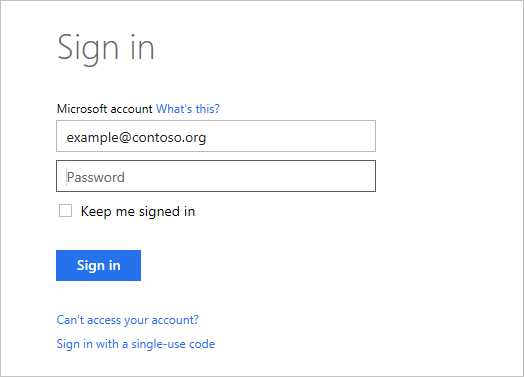 Sign in
Microsoft account What's this?
example@contoso.org
Password
Keep me signed in
Sign in
Can't access your account?
Sign in with a single-use code